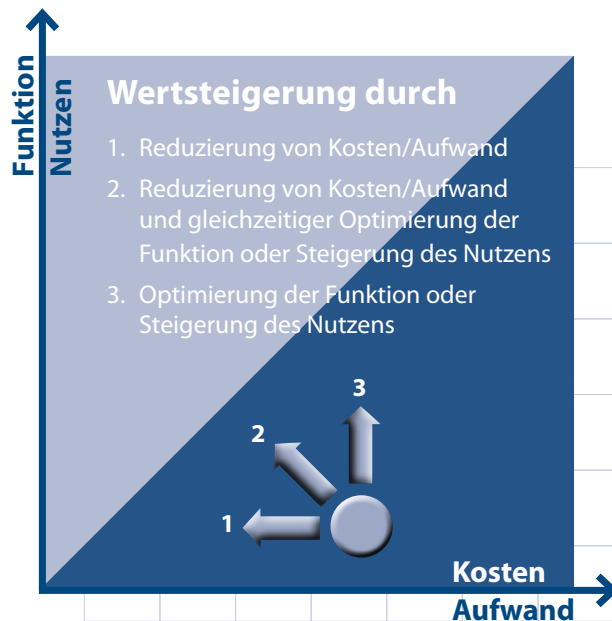 Funktion
Nutzen
Wertsteigerung durch
1. Reduzierung von Kosten/Aufwand
2. Reduzierung von Kosten/Aufwand
und gleichzeitiger Optimierung der
Funktion oder Steigerung des Nutzens
3. Optimierung der Funktion oder
Steigerung des Nutzens
3
2
1
Kosten
Aufwand